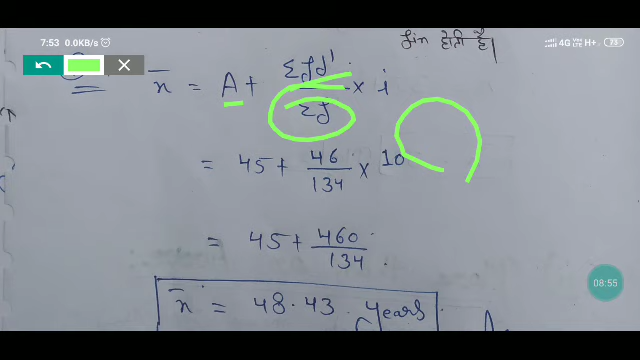 7:53 0.0KB/s 4G H+ 73
होती है।
x̄ = A + Σfd' / Σf × i
= 45 + 46 / 134 × 10
= 45 + 460 / 134
x̄ = 48.43 years
08:55